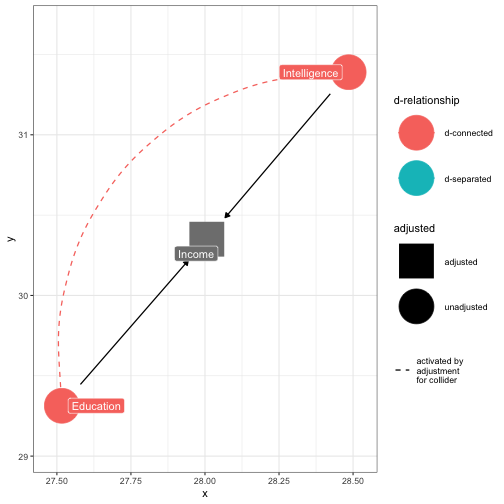 Intelligence
Income
Education
31
30
29
27.50
27.75
28.00
28.25
28.50
x
y
d-relationship
d-connected
d-separated
adjusted
adjusted
unadjusted
activated by
adjustment
for collider